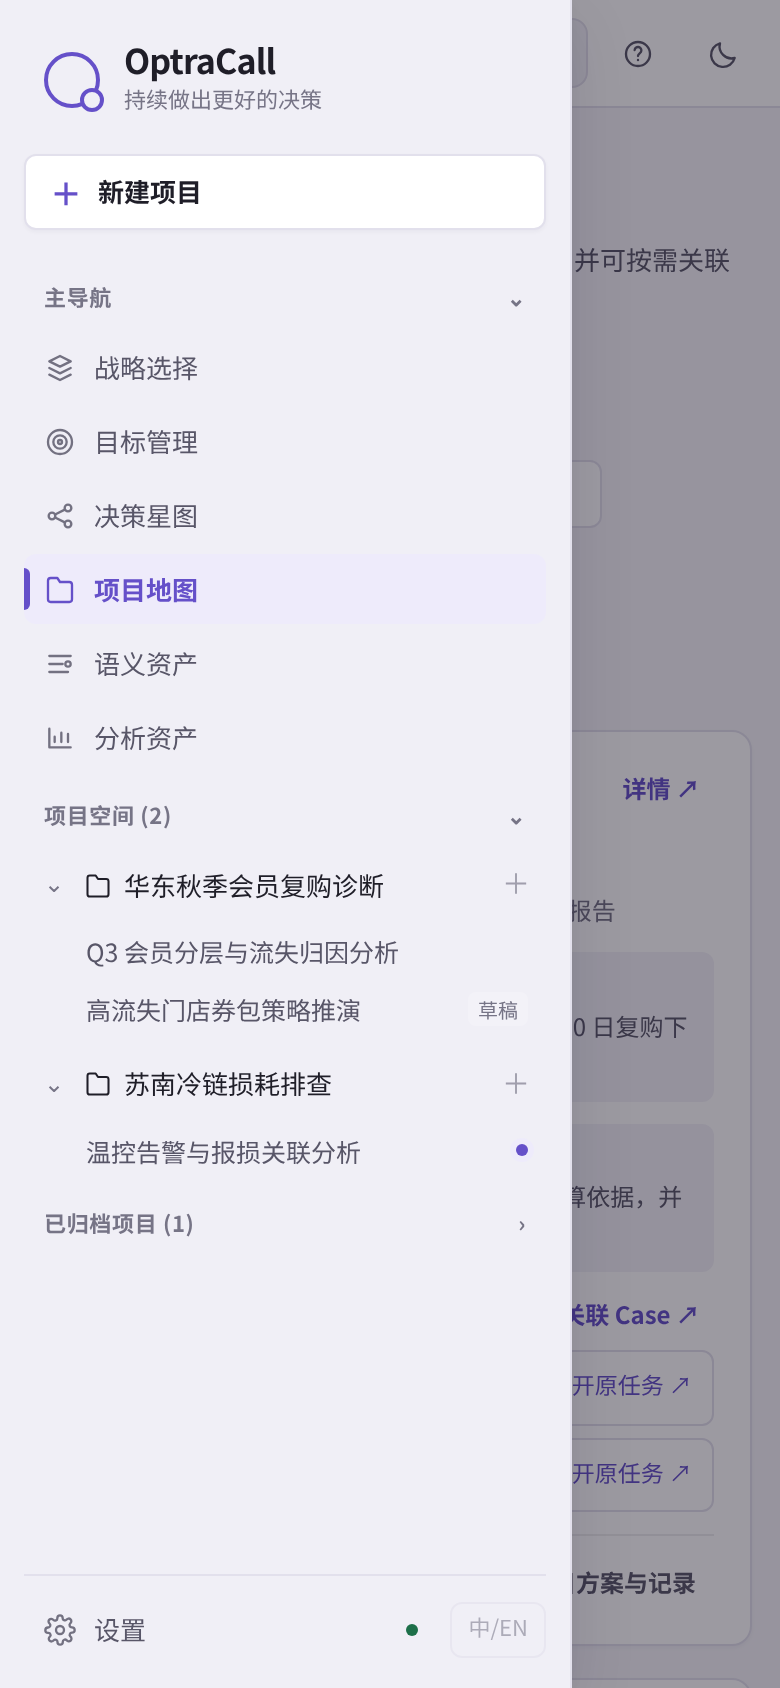 OptraCall
持续做出更好的决策
新建项目
并可按需关联
主导航
战略选择
目标管理
决策星图
项目地图
语义资产
分析资产
详情 ↗
项目空间 (2)
华东秋季会员复购诊断
报告
Q3 会员分层与流失归因分析
高流失门店券包策略推演
草稿
0 日复购下
苏南冷链损耗排查
温控告警与报损关联分析
算依据，并
已归档项目 (1)
关联 Case ↗
开原任务 ↗
开原任务 ↗
方案与记录
设置
中/EN